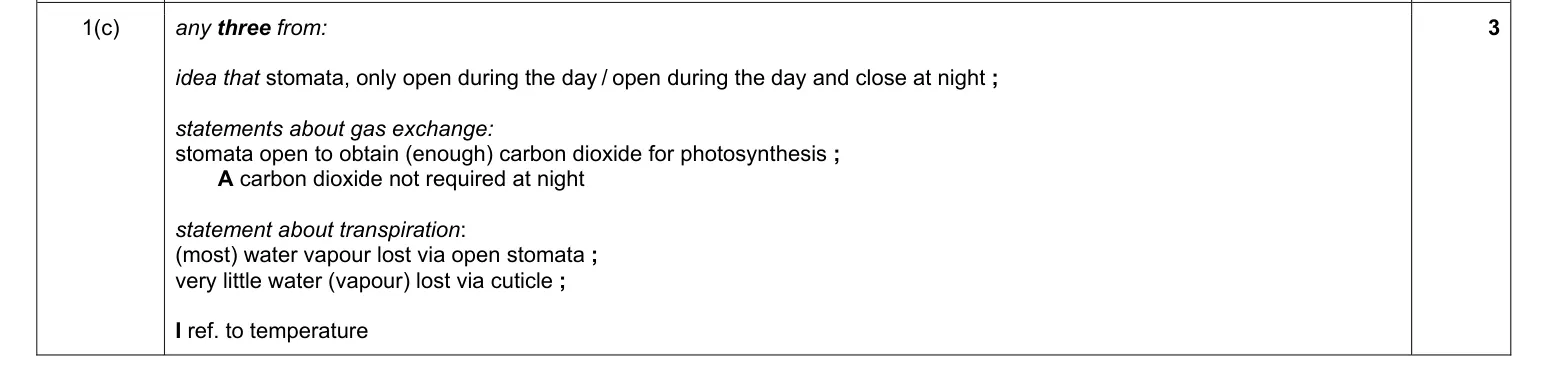 1(c) any three from: 3
idea that stomata, only open during the day / open during the day and close at night ;
statements about gas exchange:
stomata open to obtain (enough) carbon dioxide for photosynthesis ;
A carbon dioxide not required at night
statement about transpiration:
(most) water vapour lost via open stomata ;
very little water (vapour) lost via cuticle ;
I ref. to temperature